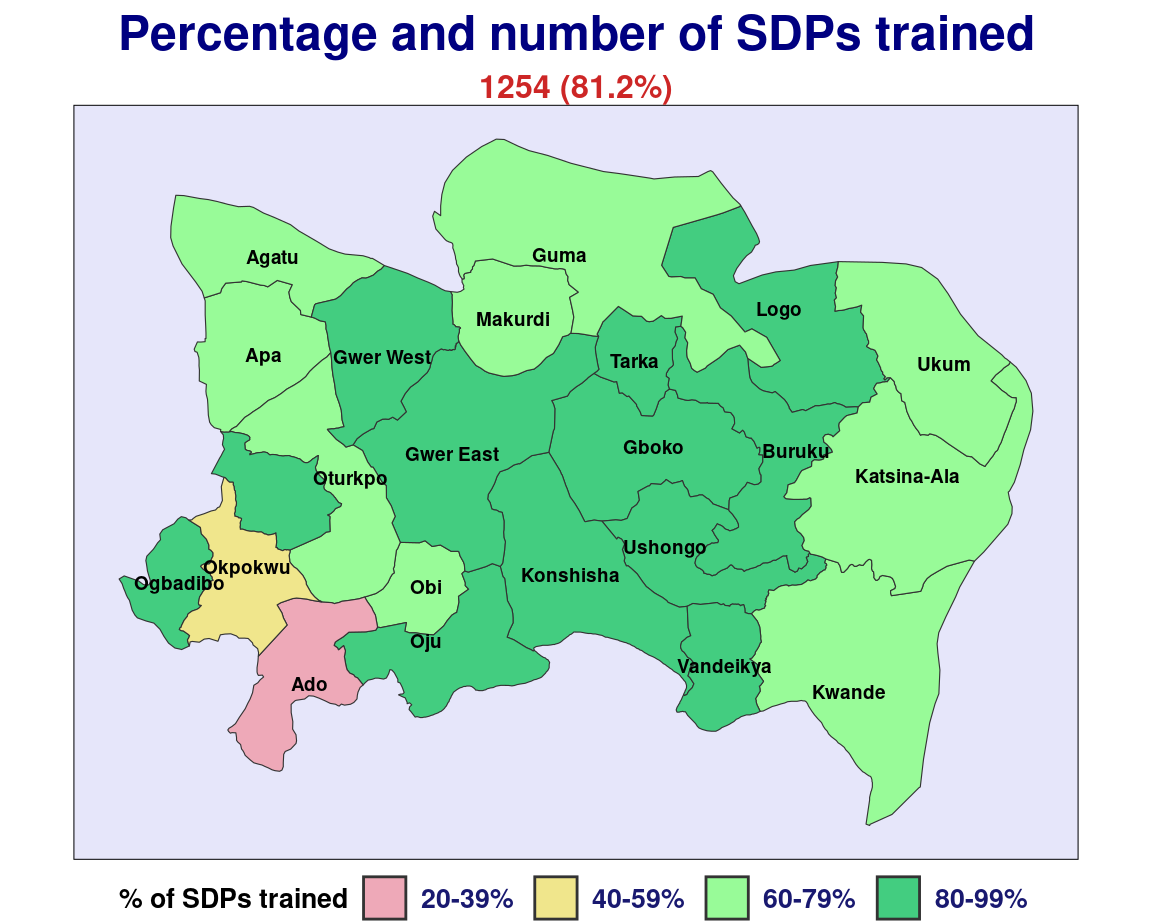 Percentage and number of SDPs trained
1254 (81.2%)
Agatu
Guma
Logo
Makurdi
Apa
Gwer West
Tarka
Ukum
Gwer East
Gboko
Buruku
Oturkpo
Katsina-Ala
Ushongo
Okpokwu
Konshisha
Ogbadibo
Obi
Oju
Vandeikya
Ado
Kwande
% of SDPs trained 20-39% 40-59% 60-79% 80-99%